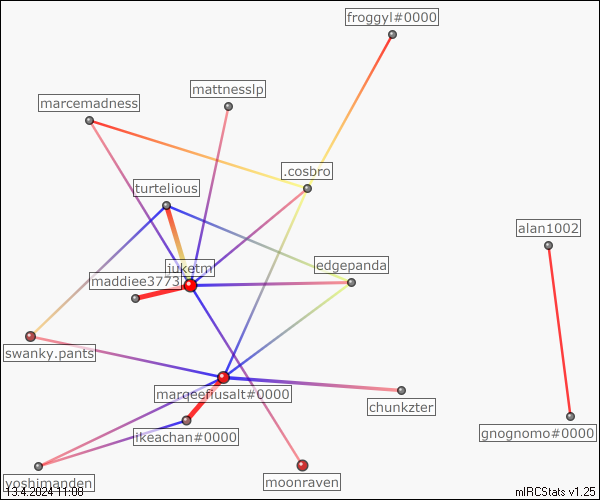 froggyl#0000
mattnesslp
marcemadness
.cosbro
turtelious
alan1002
juketm
edgepanda
maddiee3773
swanky.pants
marqeefiusalt#0000
chunkzter
ikeachan#0000
gnognomo#0000
yoshimanden
moonraven
13.4.2024 11:08
mIRCStats v1.25